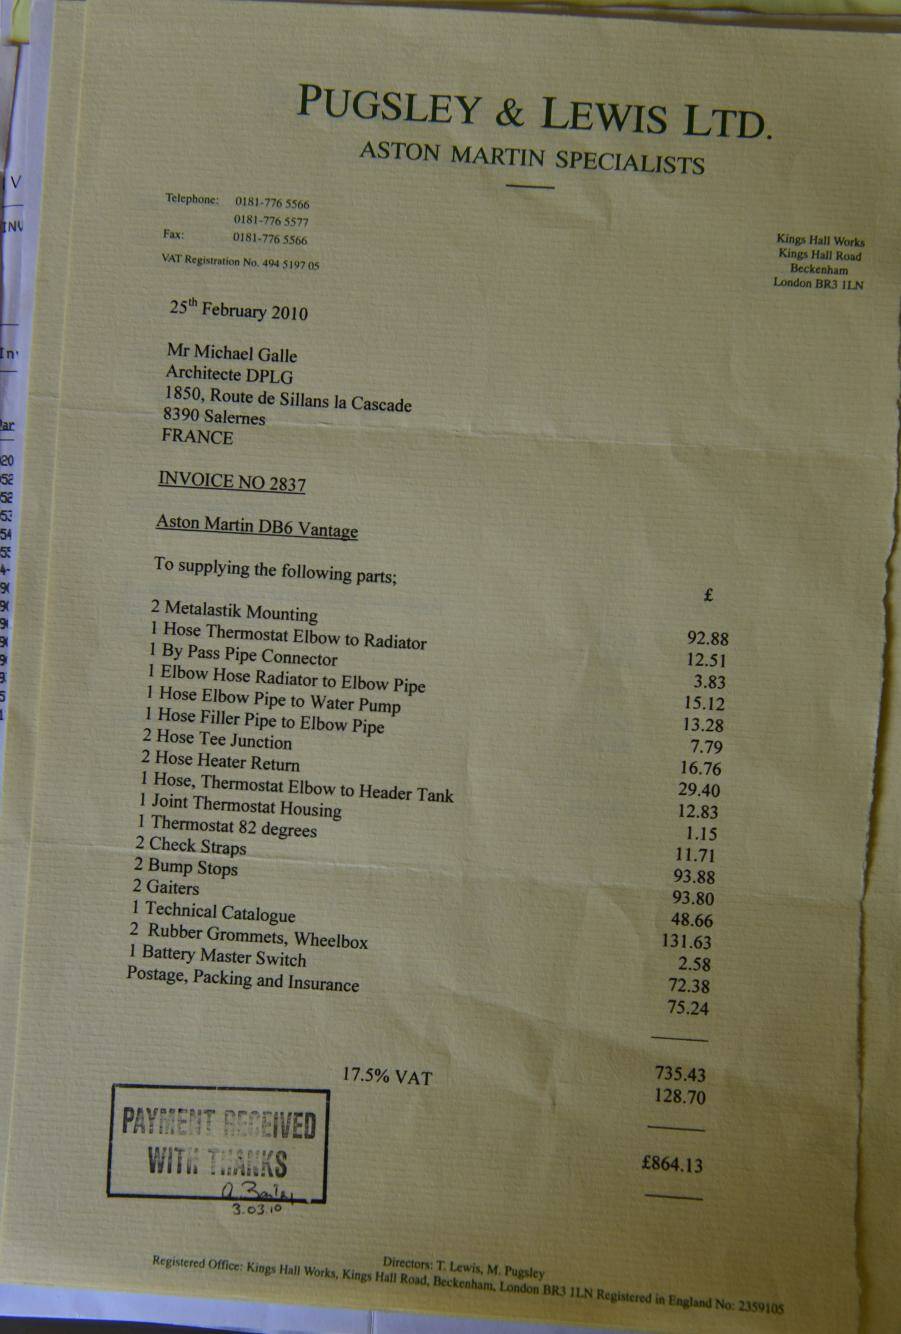 PUGSLEY & LEWIS LTD.
ASTON MARTIN SPECIALISTS
Telephone: 0181-776 5566
0181-776 5577
Fax: 0181-776 5566
VAT Registration No. 494 5197 05
Kings Hall Works
Kings Hall Road
Beckenham
London BR3 1LN
25th February 2010
Mr Michael Galle
Architecte DPLG
1850, Route de Sillans la Cascade
8390 Salernes
FRANCE
INVOICE NO 2837
Aston Martin DB6 Vantage
To supplying the following parts;
£
2 Metalastik Mounting 92.88
1 Hose Thermostat Elbow to Radiator 12.51
1 By Pass Pipe Connector 3.83
1 Elbow Hose Radiator to Elbow Pipe 15.12
1 Hose Elbow Pipe to Water Pump 13.28
1 Hose Filler Pipe to Elbow Pipe 7.79
2 Hose Tee Junction 16.76
2 Hose Heater Return 29.40
1 Hose, Thermostat Elbow to Header Tank 12.83
1 Joint Thermostat Housing 1.15
1 Thermostat 82 degrees 11.71
2 Check Straps 93.88
2 Bump Stops 93.80
2 Gaiters 48.66
1 Technical Catalogue 131.63
2 Rubber Grommets, Wheelbox 2.58
1 Battery Master Switch 72.38
Postage, Packing and Insurance 75.24
735.43
17.5% VAT 128.70
£864.13
PAYMENT RECEIVED
WITH THANKS
3.03.10
Directors: T. Lewis, M. Pugsley
Registered Office: Kings Hall Works, Kings Hall Road, Beckenham, London BR3 1LN Registered in England No: 2359105